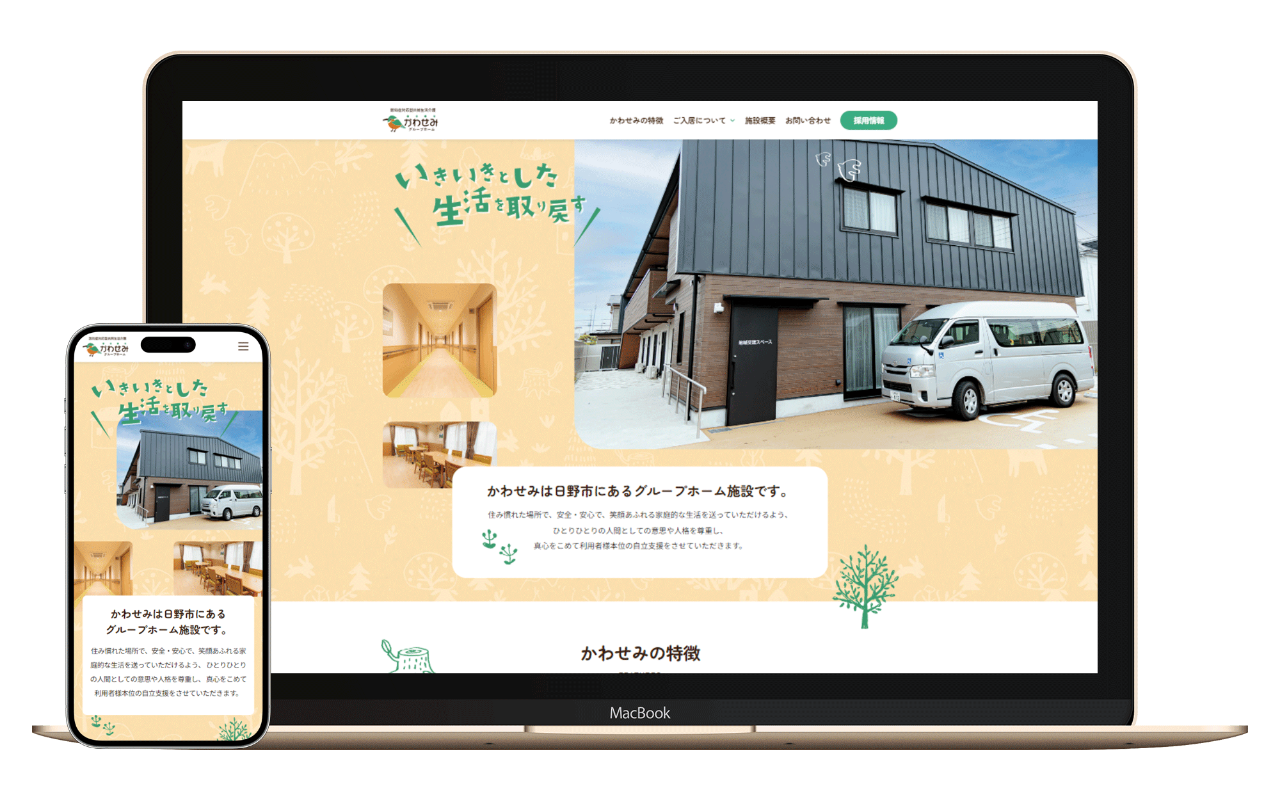 かわせみ
グループホーム
かわせみの特徴 ご入居について 施設概要 お問い合わせ 採用情報
いきいきとした
生活を取り戻す
地域交流スペース
かわせみは日野市にあるグループホーム施設です。
住み慣れた場所で、安全・安心で、笑顔あふれる家庭的な生活を送っていただけるよう、
ひとりひとりの人間としての意思や人格を尊重し、
真心をこめて利用者様本位の自立支援をさせていただきます。
かわせみの特徴
MacBook
かわせみ
グループホーム
いきいきとした
生活を取り戻す
かわせみは日野市にある
グループホーム施設です。
住み慣れた場所で、安全・安心で、笑顔あふれる家
庭的な生活を送っていただけるよう、 ひとりひとり
の人間としての意思や人格を尊重し、 真心をこめて
利用者様本位の自立支援をさせていただきます。